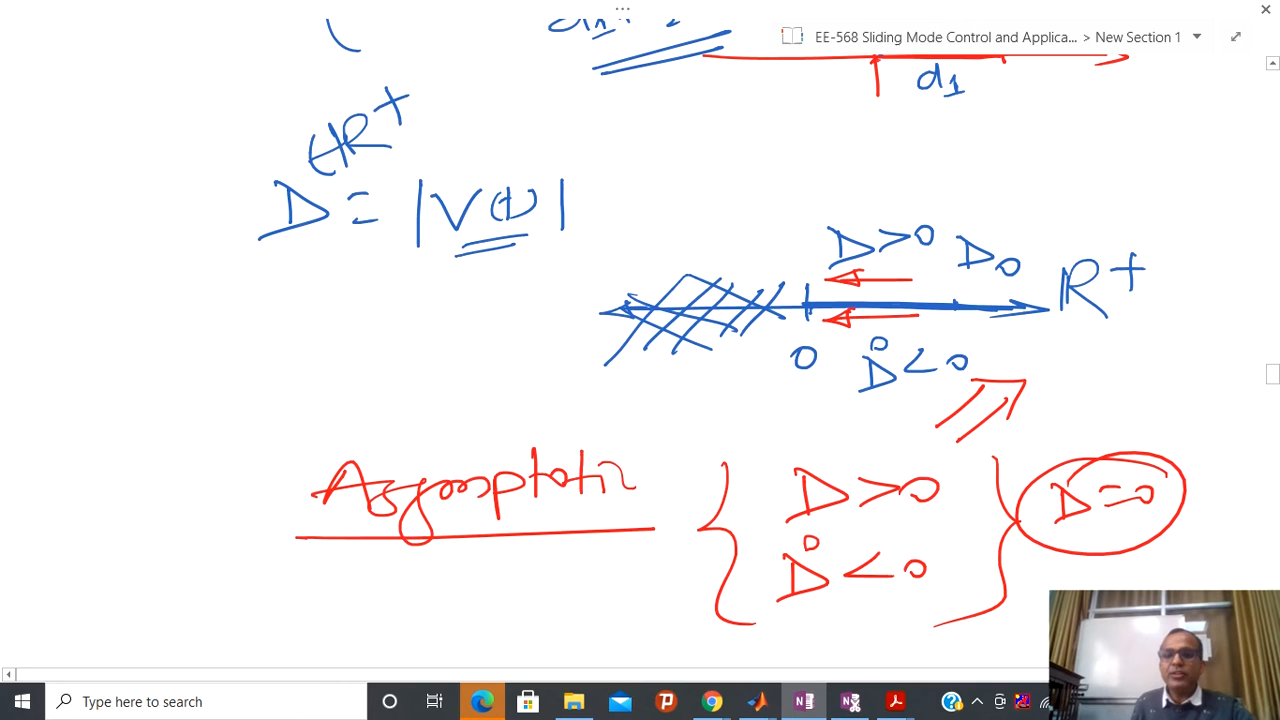 EE-568 Sliding Mode Control and Applica... > New Section 1
d1
∈ℝ+
D = |V(t)|
D>0 D0 ℝ+
0 Ḋ<0
Asymptotic { D>0 } D=0
Ḋ<0
Type here to search